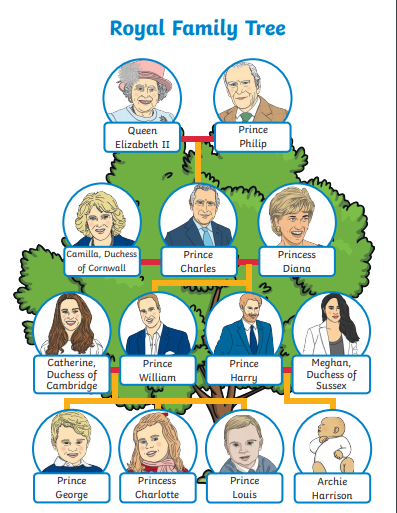 Royal Family Tree
Queen
Elizabeth II
Prince
Philip
Camilla, Duchess
of Cornwall
Prince
Charles
Princess
Diana
Catherine,
Duchess of
Cambridge
Prince
William
Prince
Harry
Meghan,
Duchess of
Sussex
Prince
George
Princess
Charlotte
Prince
Louis
Archie
Harrison